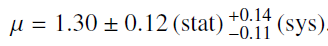 μ = 1.30 ± 0.12 (stat) +0.14 −0.11 (sys).